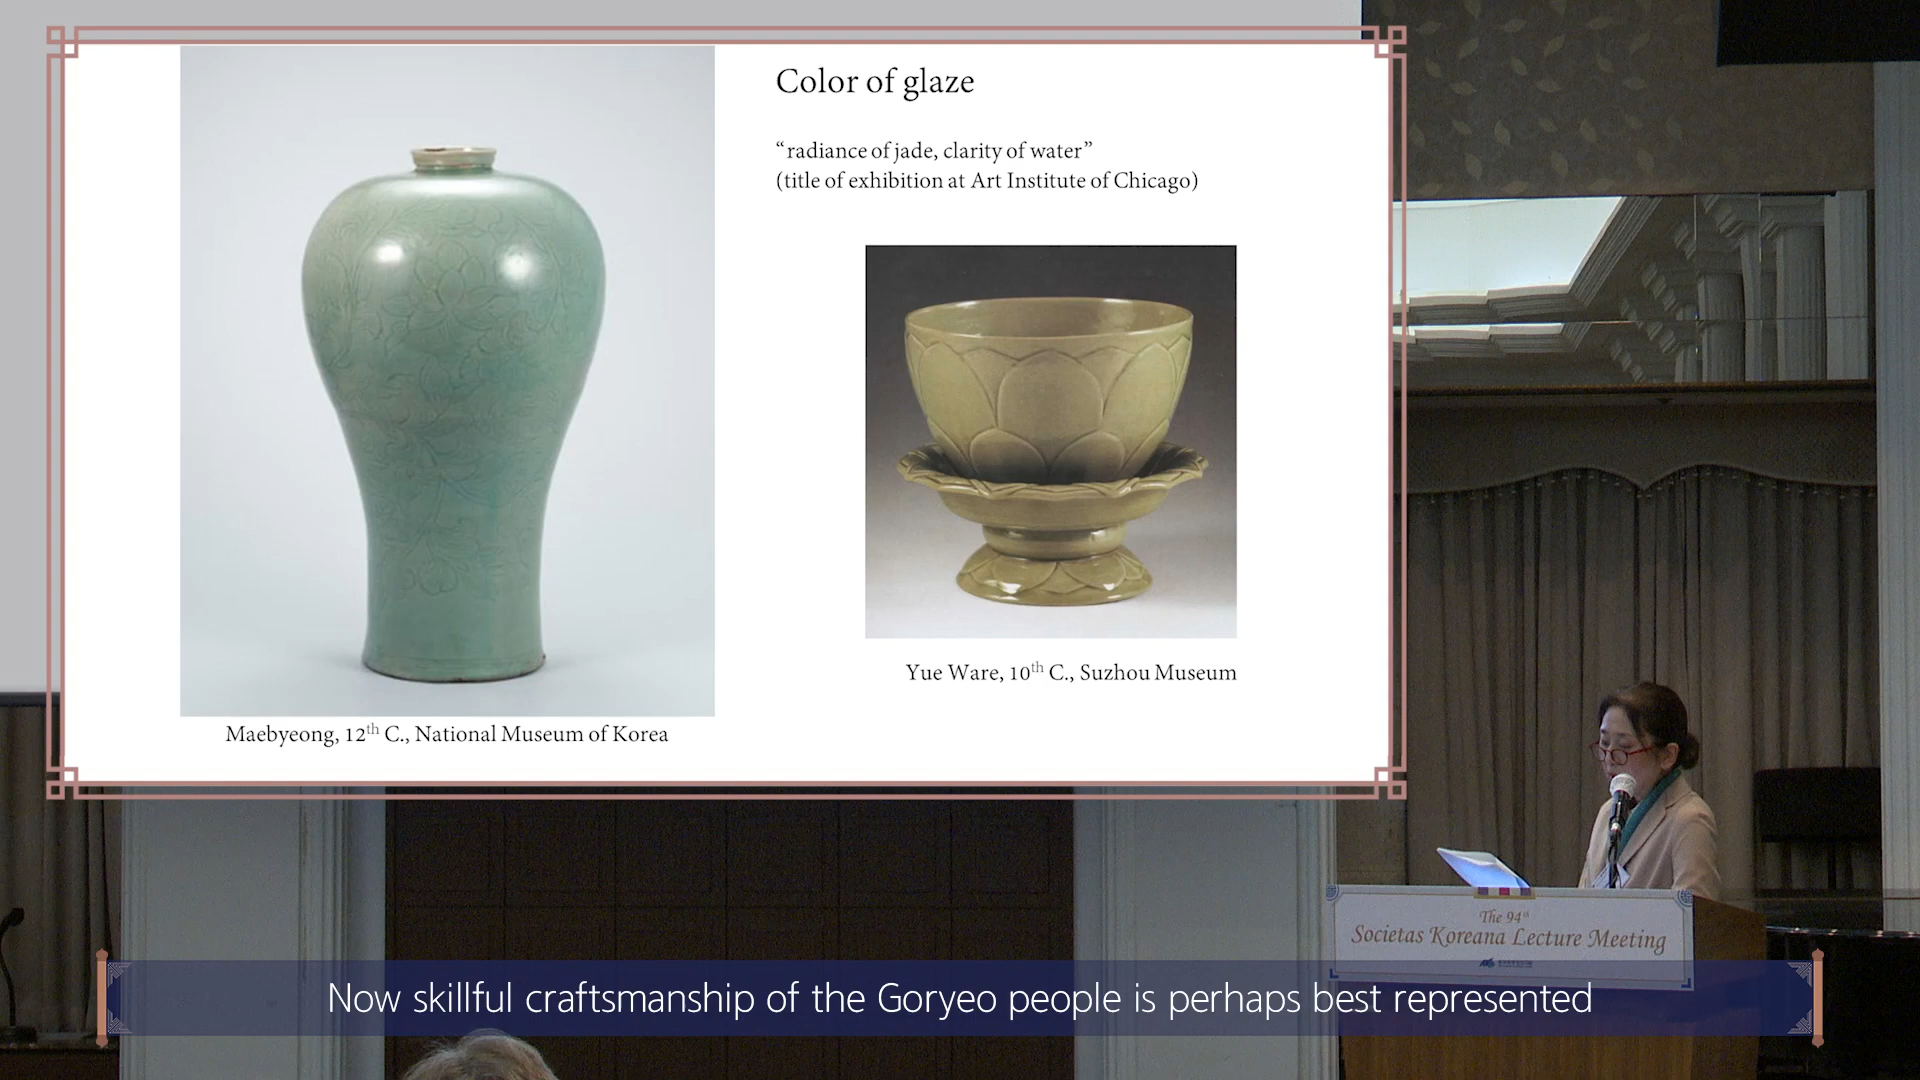 Color of glaze
“radiance of jade, clarity of water”
(title of exhibition at Art Institute of Chicago)
Yue Ware, 10th C., Suzhou Museum
Maebyeong, 12th C., National Museum of Korea
The 94th
Societas Koreana Lecture Meeting
Now skillful craftsmanship of the Goryeo people is perhaps best represented